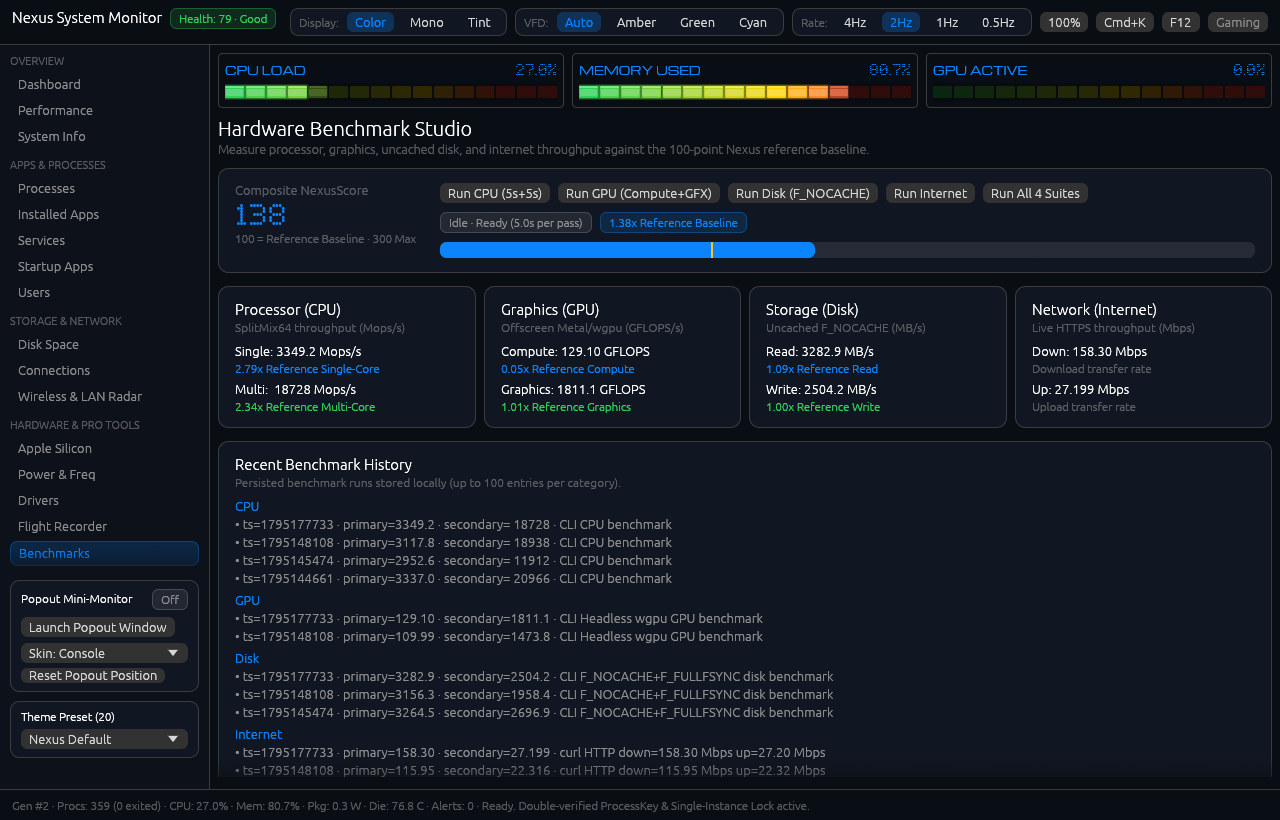 Nexus System Monitor
Health: 79 · Good
Display: Color Mono Tint
VFD: Auto Amber Green Cyan
Rate: 4Hz 2Hz 1Hz 0.5Hz
100% Cmd+K F12 Gaming
OVERVIEW
Dashboard
Performance
System Info
APPS & PROCESSES
Processes
Installed Apps
Services
Startup Apps
Users
STORAGE & NETWORK
Disk Space
Connections
Wireless & LAN Radar
HARDWARE & PRO TOOLS
Apple Silicon
Power & Freq
Drivers
Flight Recorder
Benchmarks
Popout Mini-Monitor Off
Launch Popout Window
Skin: Console
Reset Popout Position
Theme Preset (20)
Nexus Default
CPU LOAD 27.0%
MEMORY USED 80.7%
GPU ACTIVE 0.0%
Hardware Benchmark Studio
Measure processor, graphics, uncached disk, and internet throughput against the 100-point Nexus reference baseline.
Composite NexusScore
138
100 = Reference Baseline · 300 Max
Run CPU (5s+5s) Run GPU (Compute+GFX) Run Disk (F_NOCACHE) Run Internet Run All 4 Suites
Idle · Ready (5.0s per pass) 1.38x Reference Baseline
Processor (CPU)
SplitMix64 throughput (Mops/s)
Single: 3349.2 Mops/s
2.79x Reference Single-Core
Multi: 18728 Mops/s
2.34x Reference Multi-Core
Graphics (GPU)
Offscreen Metal/wgpu (GFLOPS/s)
Compute: 129.10 GFLOPS
0.05x Reference Compute
Graphics: 1811.1 GFLOPS
1.01x Reference Graphics
Storage (Disk)
Uncached F_NOCACHE (MB/s)
Read: 3282.9 MB/s
1.09x Reference Read
Write: 2504.2 MB/s
1.00x Reference Write
Network (Internet)
Live HTTPS throughput (Mbps)
Down: 158.30 Mbps
Download transfer rate
Up: 27.199 Mbps
Upload transfer rate
Recent Benchmark History
Persisted benchmark runs stored locally (up to 100 entries per category).
CPU
• ts=1795177733 · primary=3349.2 · secondary= 18728 · CLI CPU benchmark
• ts=1795148108 · primary=3117.8 · secondary= 18938 · CLI CPU benchmark
• ts=1795145474 · primary=2952.6 · secondary= 11912 · CLI CPU benchmark
• ts=1795144661 · primary=3337.0 · secondary= 20966 · CLI CPU benchmark
GPU
• ts=1795177733 · primary=129.10 · secondary=1811.1 · CLI Headless wgpu GPU benchmark
• ts=1795148108 · primary=109.99 · secondary=1473.8 · CLI Headless wgpu GPU benchmark
Disk
• ts=1795177733 · primary=3282.9 · secondary=2504.2 · CLI F_NOCACHE+F_FULLFSYNC disk benchmark
• ts=1795148108 · primary=3156.3 · secondary=1958.4 · CLI F_NOCACHE+F_FULLFSYNC disk benchmark
• ts=1795145474 · primary=3264.5 · secondary=2696.9 · CLI F_NOCACHE+F_FULLFSYNC disk benchmark
Internet
• ts=1795177733 · primary=158.30 · secondary=27.199 · curl HTTP down=158.30 Mbps up=27.20 Mbps
• ts=1795148108 · primary=115.95 · secondary=22.316 · curl HTTP down=115.95 Mbps up=22.32 Mbps
Gen #2 · Procs: 359 (0 exited) · CPU: 27.0% · Mem: 80.7% · Pkg: 0.3 W · Die: 76.8 C · Alerts: 0 · Ready. Double-verified ProcessKey & Single-Instance Lock active.